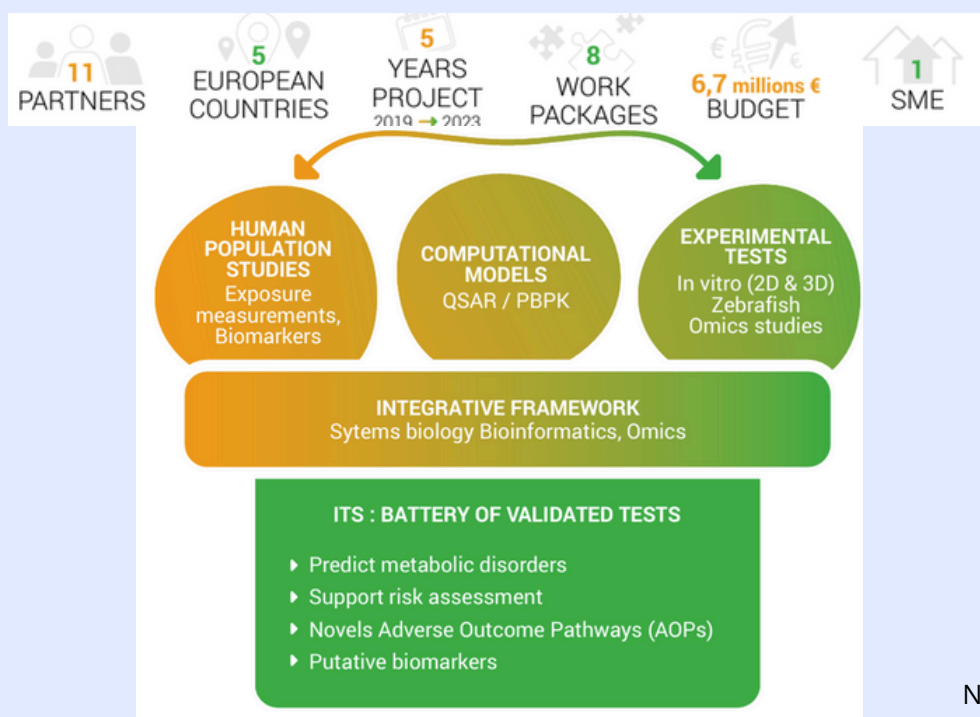 11
PARTNERS
5
EUROPEAN
COUNTRIES
5
YEARS
PROJECT
2019 → 2023
8
WORK
PACKAGES
6,7 millions €
BUDGET
1
SME
HUMAN
POPULATION
STUDIES
Exposure
measurements,
Biomarkers
COMPUTATIONAL
MODELS
QSAR / PBPK
EXPERIMENTAL
TESTS
In vitro (2D & 3D)
Zebrafish
Omics studies
INTEGRATIVE FRAMEWORK
Sytems biology Bioinformatics, Omics
ITS : BATTERY OF VALIDATED TESTS
Predict metabolic disorders
Support risk assessment
Novels Adverse Outcome Pathways (AOPs)
Putative biomarkers
N